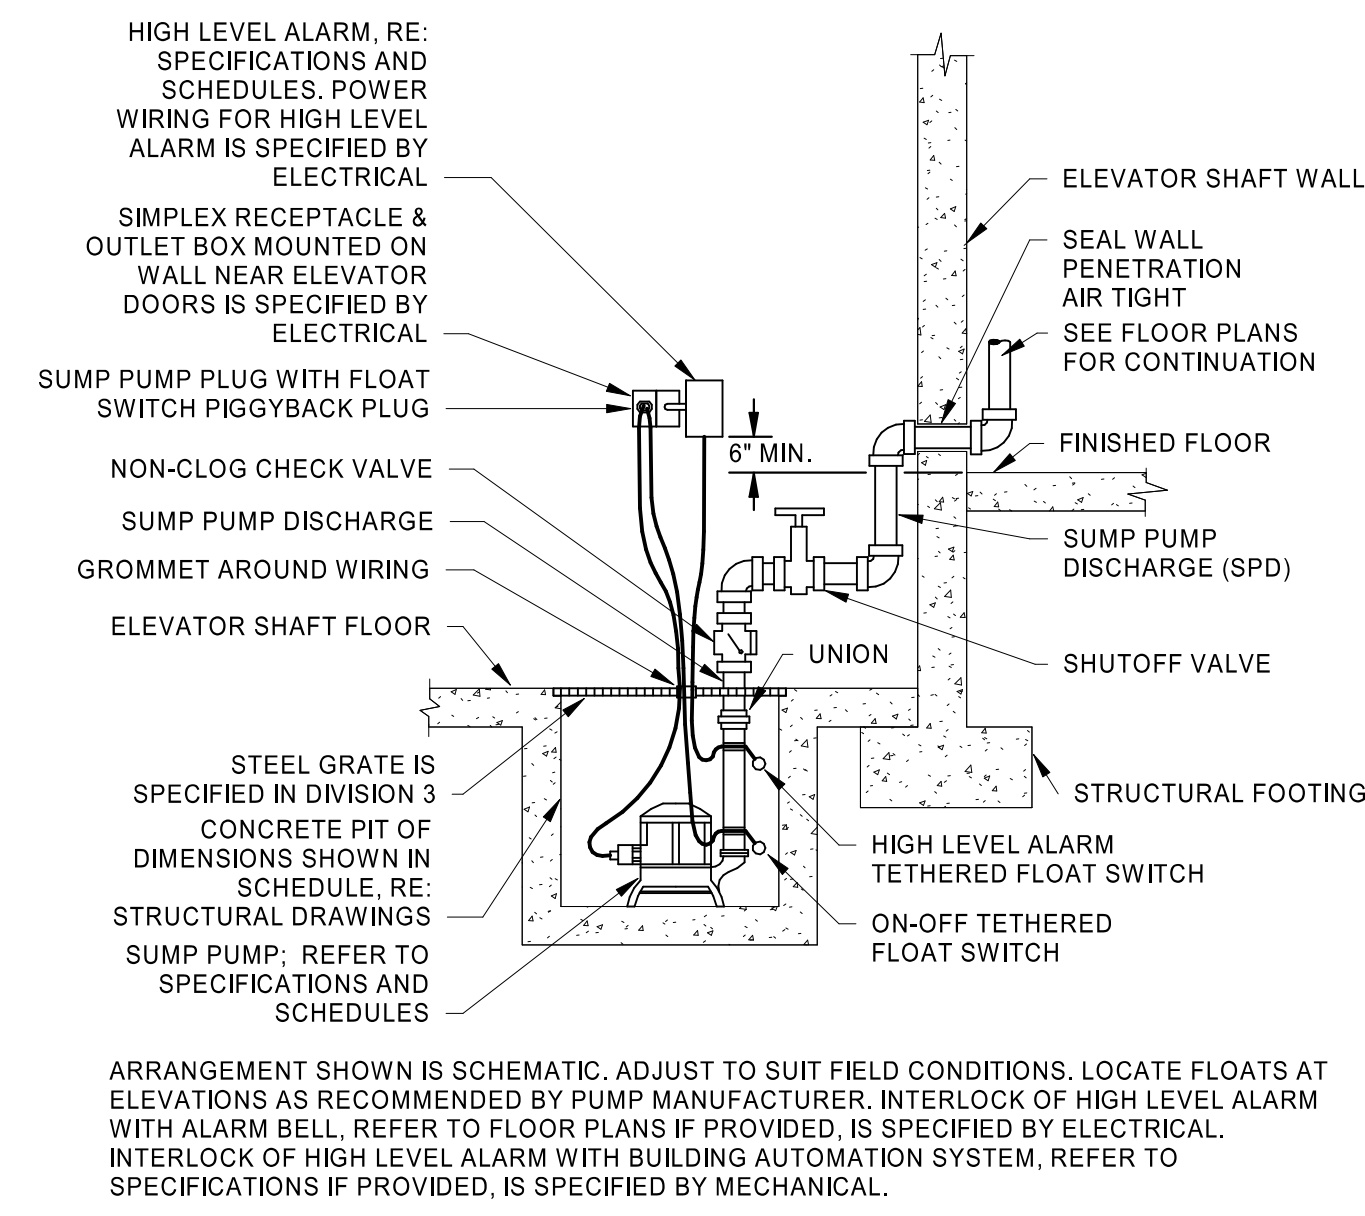 HIGH LEVEL ALARM, RE:
SPECIFICATIONS AND
SCHEDULES. POWER
WIRING FOR HIGH LEVEL
ALARM IS SPECIFIED BY
ELECTRICAL
SIMPLEX RECEPTACLE &
OUTLET BOX MOUNTED ON
WALL NEAR ELEVATOR
DOORS IS SPECIFIED BY
ELECTRICAL
SUMP PUMP PLUG WITH FLOAT
SWITCH PIGGYBACK PLUG
NON-CLOG CHECK VALVE
SUMP PUMP DISCHARGE
GROMMET AROUND WIRING
ELEVATOR SHAFT FLOOR
STEEL GRATE IS
SPECIFIED IN DIVISION 3
CONCRETE PIT OF
DIMENSIONS SHOWN IN
SCHEDULE, RE:
STRUCTURAL DRAWINGS
SUMP PUMP; REFER TO
SPECIFICATIONS AND
SCHEDULES
6" MIN.
UNION
ELEVATOR SHAFT WALL
SEAL WALL
PENETRATION
AIR TIGHT
SEE FLOOR PLANS
FOR CONTINUATION
FINISHED FLOOR
SUMP PUMP
DISCHARGE (SPD)
SHUTOFF VALVE
STRUCTURAL FOOTING
HIGH LEVEL ALARM
TETHERED FLOAT SWITCH
ON-OFF TETHERED
FLOAT SWITCH
ARRANGEMENT SHOWN IS SCHEMATIC. ADJUST TO SUIT FIELD CONDITIONS. LOCATE FLOATS AT
ELEVATIONS AS RECOMMENDED BY PUMP MANUFACTURER. INTERLOCK OF HIGH LEVEL ALARM
WITH ALARM BELL, REFER TO FLOOR PLANS IF PROVIDED, IS SPECIFIED BY ELECTRICAL.
INTERLOCK OF HIGH LEVEL ALARM WITH BUILDING AUTOMATION SYSTEM, REFER TO
SPECIFICATIONS IF PROVIDED, IS SPECIFIED BY MECHANICAL.